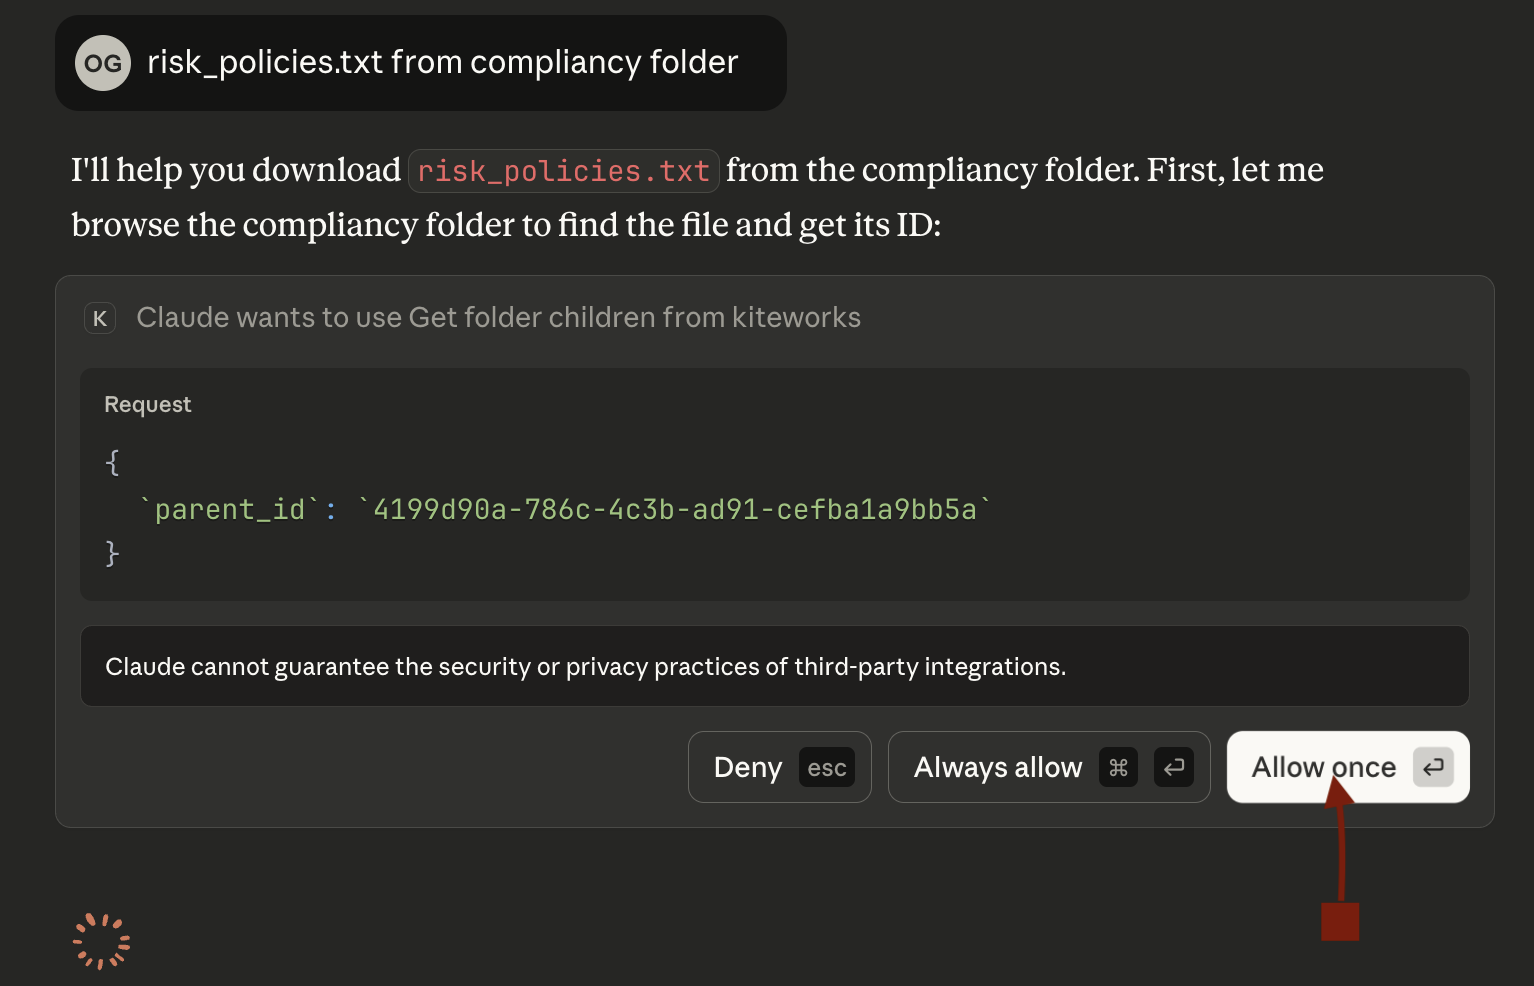 OG risk_policies.txt from compliancy folder
I'll help you download risk_policies.txt from the compliancy folder. First, let me
browse the compliancy folder to find the file and get its ID:
K Claude wants to use Get folder children from kiteworks
Request
{
`parent_id`: `4199d90a-786c-4c3b-ad91-cefba1a9bb5a`
}
Claude cannot guarantee the security or privacy practices of third-party integrations.
Deny esc Always allow ⌘ ↵ Allow once ↵